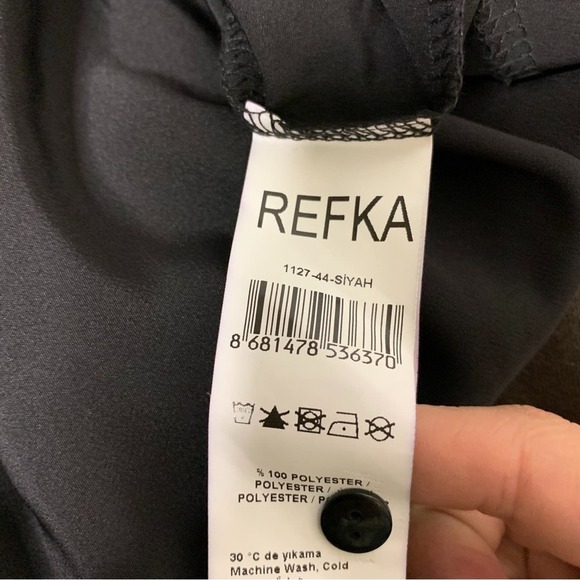 REFKA
1127-44-SİYAH
8 681478 536370
% 100 POLYESTER /
POLYESTER /
POLYESTER /
30 °C de yıkama
Machine Wash, Cold